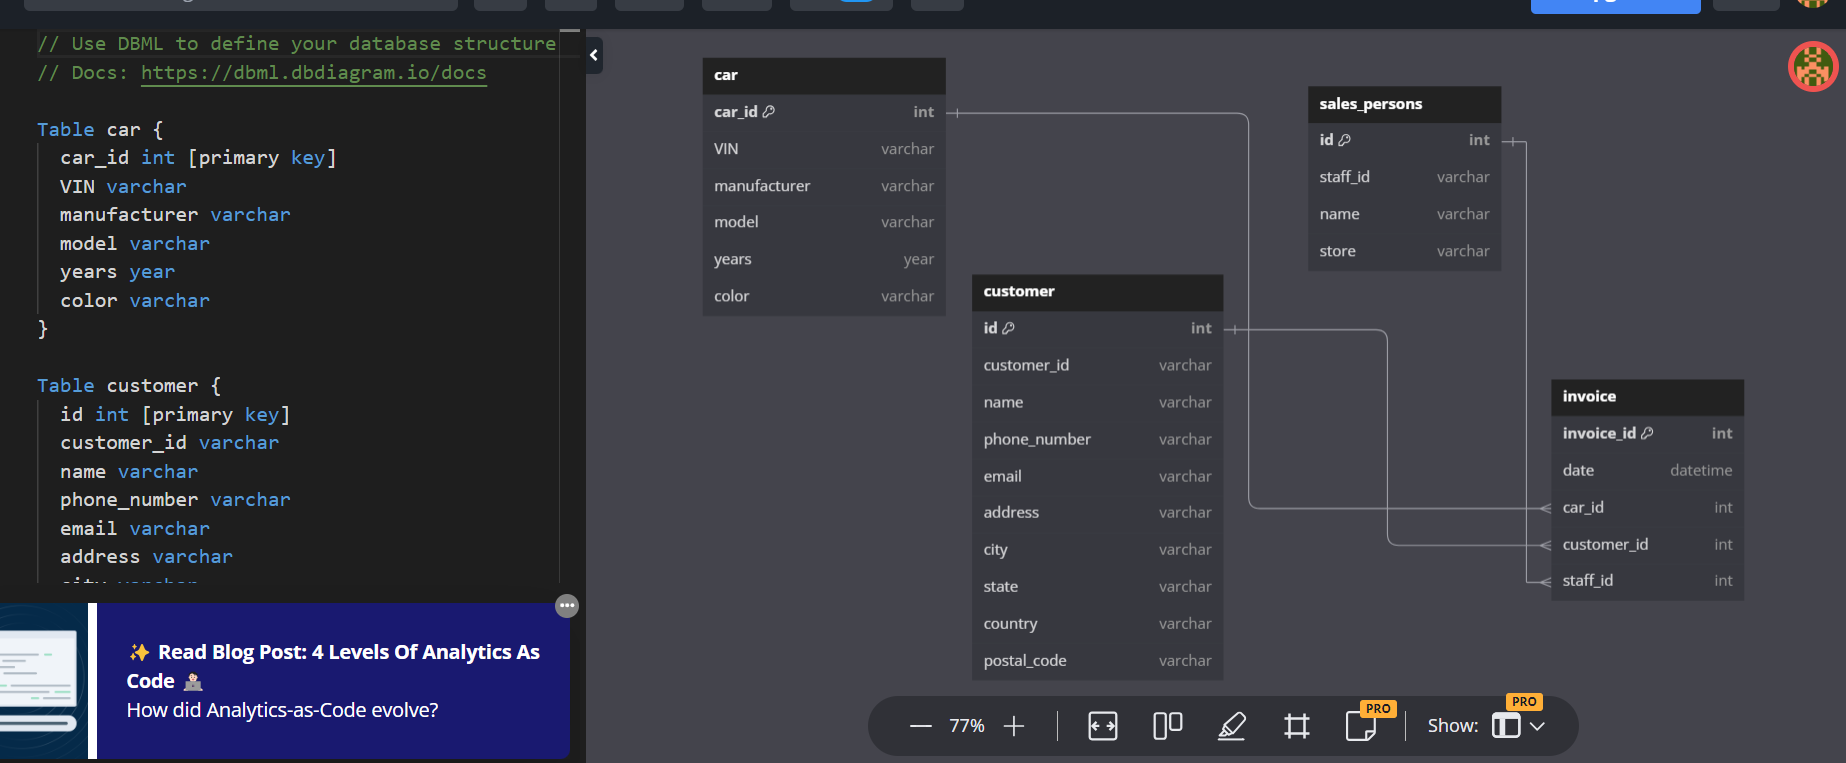 // Use DBML to define your database structure
// Docs: https://dbml.dbdiagram.io/docs
Table car {
car_id int [primary key]
VIN varchar
manufacturer varchar
model varchar
years year
color varchar
}
Table customer {
id int [primary key]
customer_id varchar
name varchar
phone_number varchar
email varchar
address varchar
city varchar
✨ Read Blog Post: 4 Levels Of Analytics As
Code 👨🏻‍💻
How did Analytics-as-Code evolve?
car
car_id int
VIN varchar
manufacturer varchar
model varchar
years year
color varchar
customer
id int
customer_id varchar
name varchar
phone_number varchar
email varchar
address varchar
city varchar
state varchar
country varchar
postal_code varchar
sales_persons
id int
staff_id varchar
name varchar
store varchar
invoice
invoice_id int
date datetime
car_id int
customer_id int
staff_id int
77%
PRO
Show:
PRO